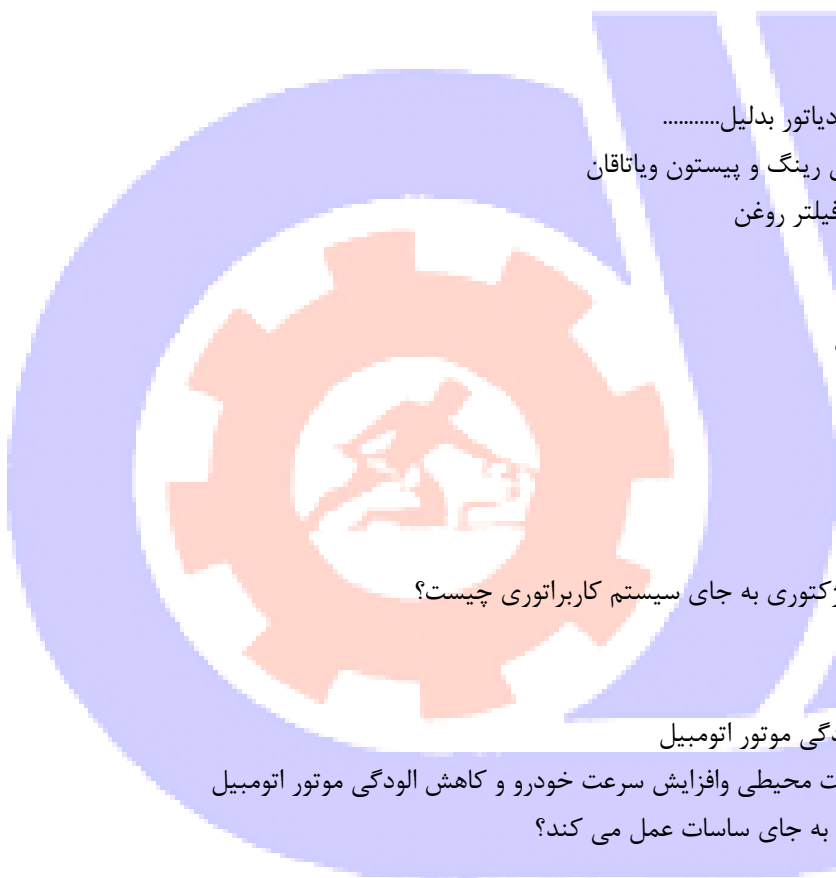 دیاتور بدلیل...........
رینگ و پیستون ویاتاقان
فیلتر روغن
ژکتوری به جای سیستم کاربراتوری چیست؟
دگی موتور اتومبیل
ت محیطی وافزایش سرعت خودرو و کاهش الودگی موتور اتومبیل
به جای ساسات عمل می کند؟